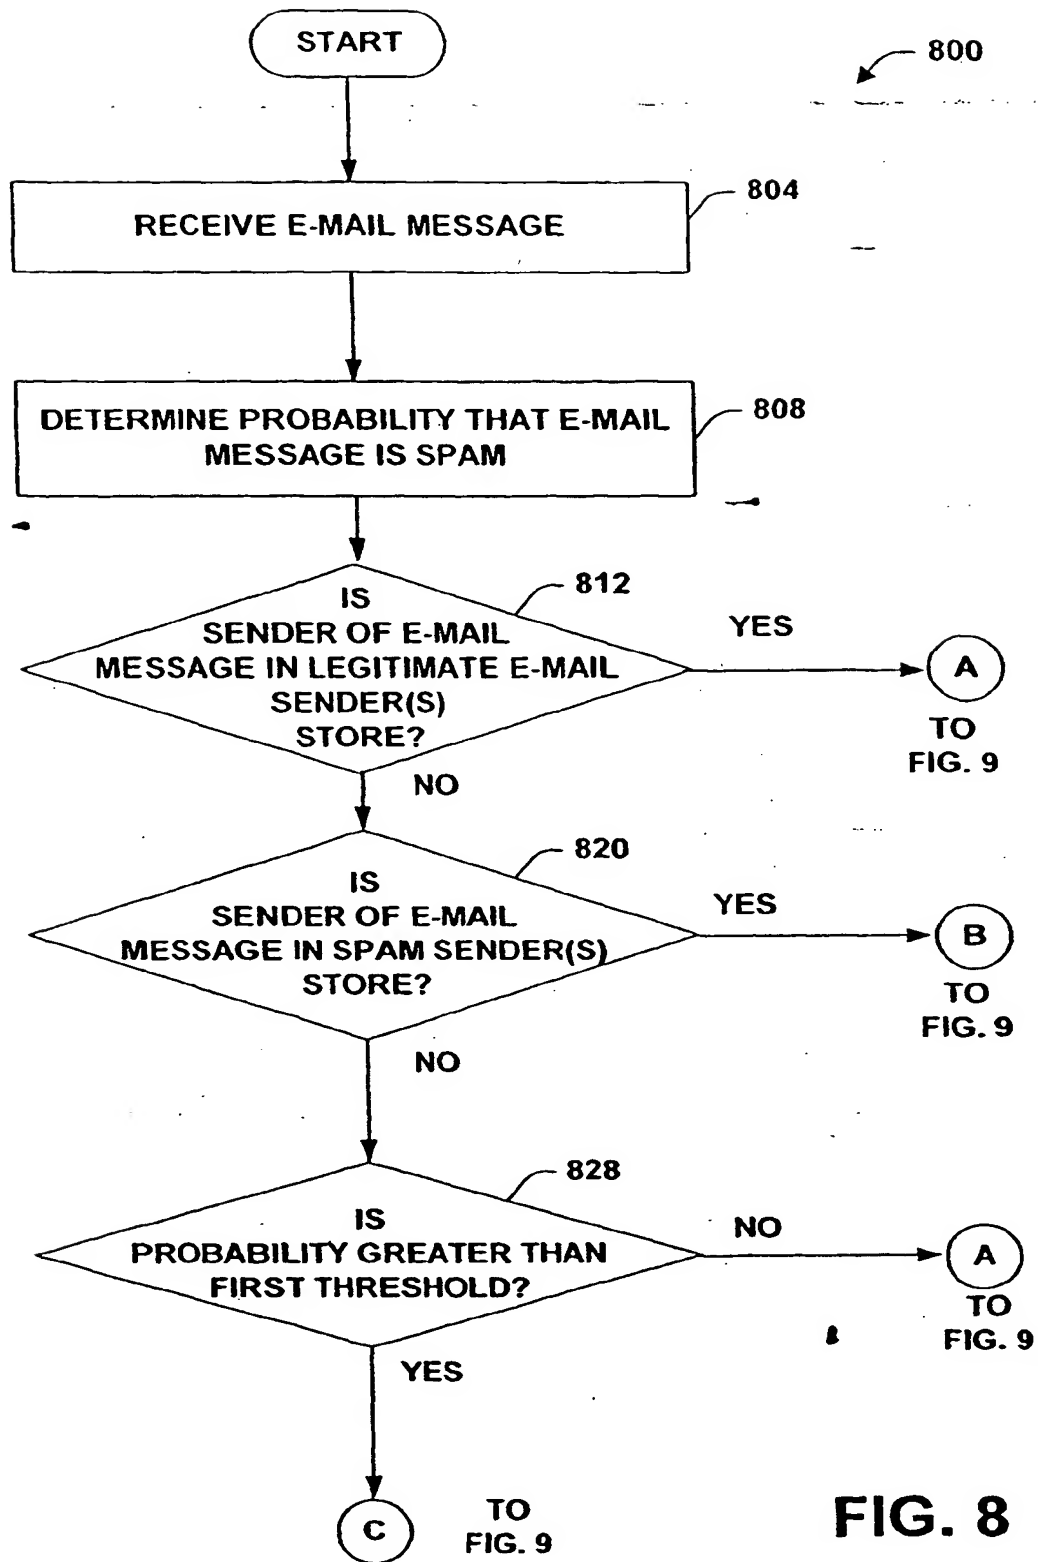 START
800
RECEIVE E-MAIL MESSAGE
804
DETERMINE PROBABILITY THAT E-MAIL
MESSAGE IS SPAM
808
IS
SENDER OF E-MAIL
MESSAGE IN LEGITIMATE E-MAIL
SENDER(S)
STORE?
812
YES
A
TO
FIG. 9
NO
IS
SENDER OF E-MAIL
MESSAGE IN SPAM SENDER(S)
STORE?
820
YES
B
TO
FIG. 9
NO
IS
PROBABILITY GREATER THAN
FIRST THRESHOLD?
828
NO
A
TO
FIG. 9
YES
C
TO
FIG. 9
FIG. 8